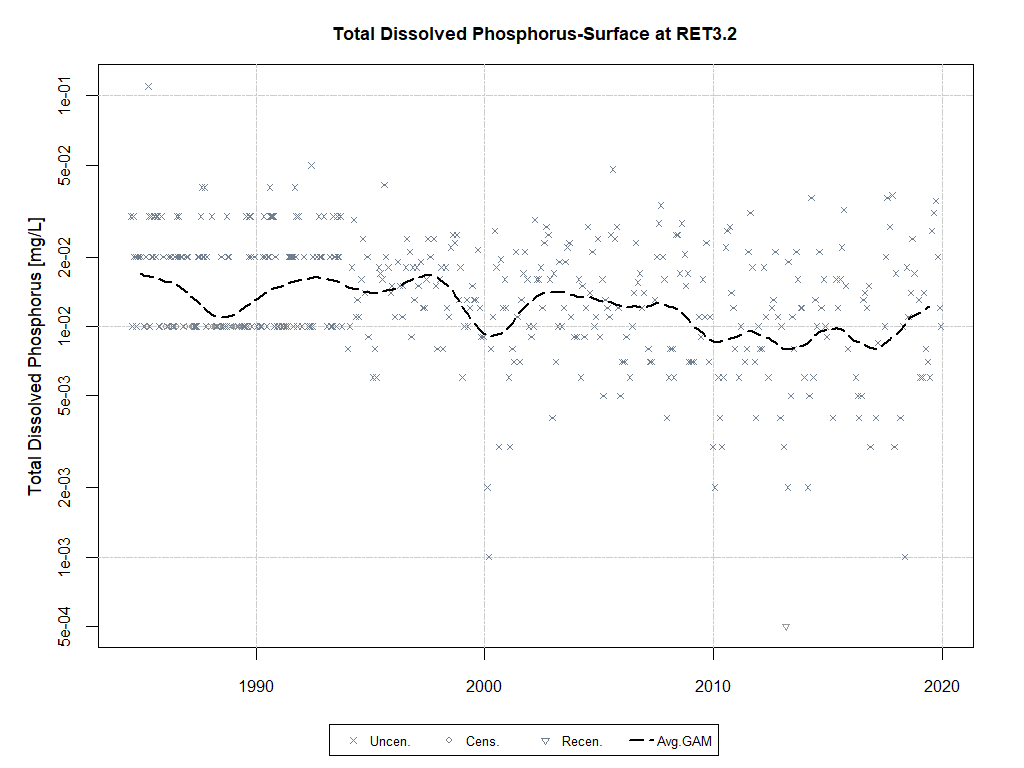 Total Dissolved Phosphorus-Surface at RET3.2
Total Dissolved Phosphorus [mg/L]
1e-01
5e-02
2e-02
1e-02
5e-03
2e-03
1e-03
5e-04
1990 2000 2010 2020
Uncen. Cens. Recen. Avg.GAM